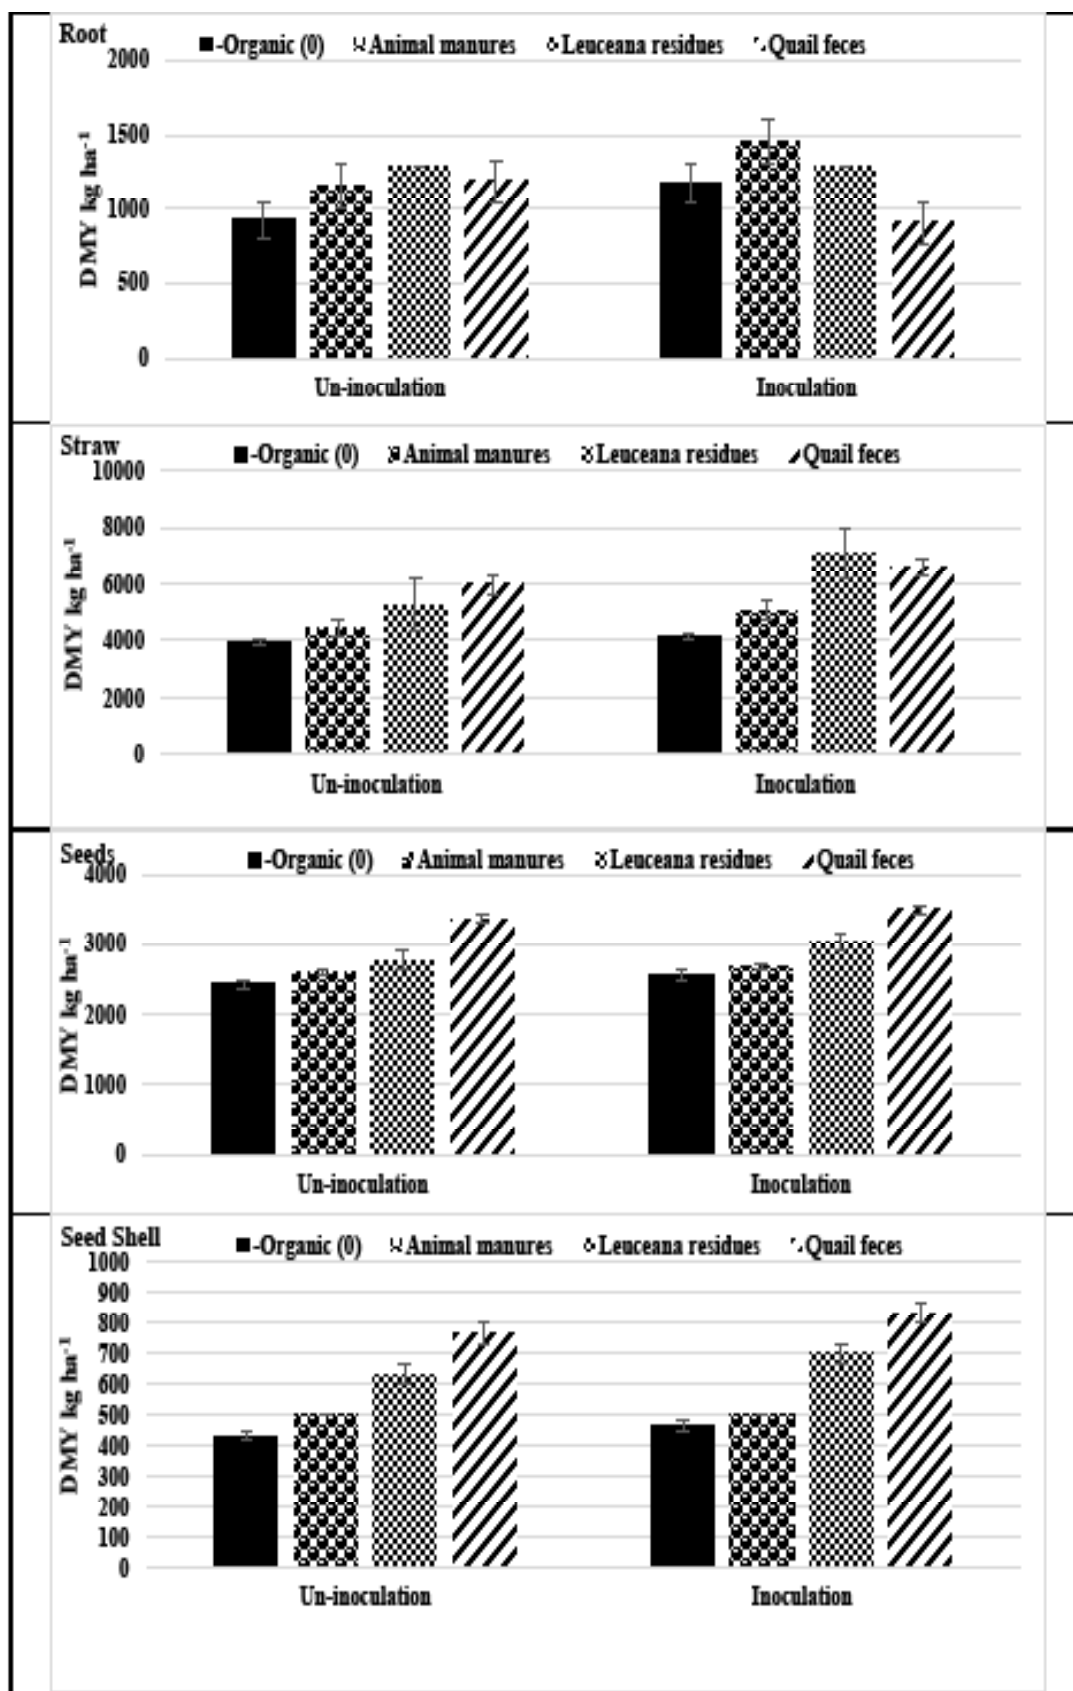 Root
-Organic (0) Animal manures Leuceana residues Quail feces
2000
1500
1000
500
0
DMY kg ha-1
Un-inoculation Inoculation
Straw
-Organic (0) Animal manures Leuceana residues Quail feces
10000
8000
6000
4000
2000
0
DMY kg ha-1
Un-inoculation Inoculation
Seeds
-Organic (0) Animal manures Leuceana residues Quail feces
4000
3000
2000
1000
0
DMY kg ha-1
Un-inoculation Inoculation
Seed Shell
-Organic (0) Animal manures Leuceana residues Quail feces
1000
900
800
700
600
500
400
300
200
100
0
DMY kg ha-1
Un-inoculation Inoculation